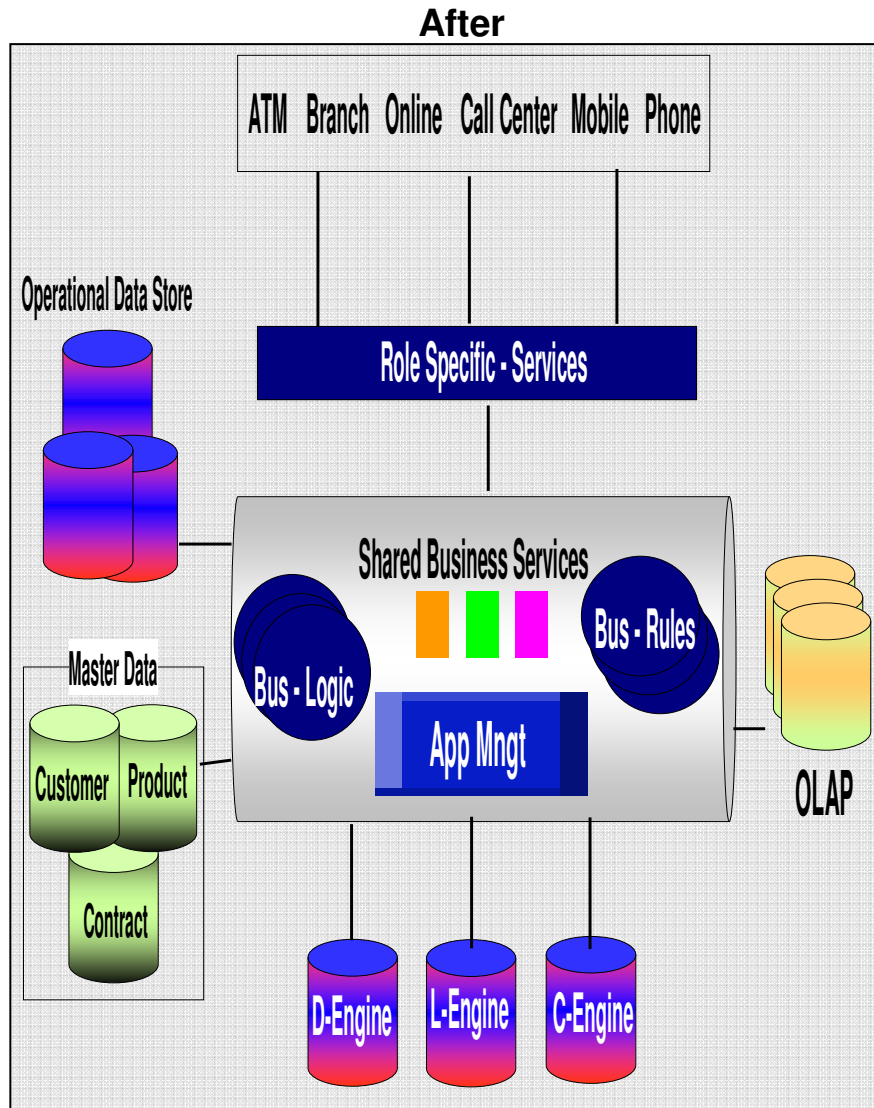 After
ATM Branch Online Call Center Mobile Phone
Operational Data Store
Role Specific - Services
Shared Business Services
Bus - Logic
Bus - Rules
App Mngt
Master Data
Customer
Product
Contract
OLAP
D-Engine
L-Engine
C-Engine